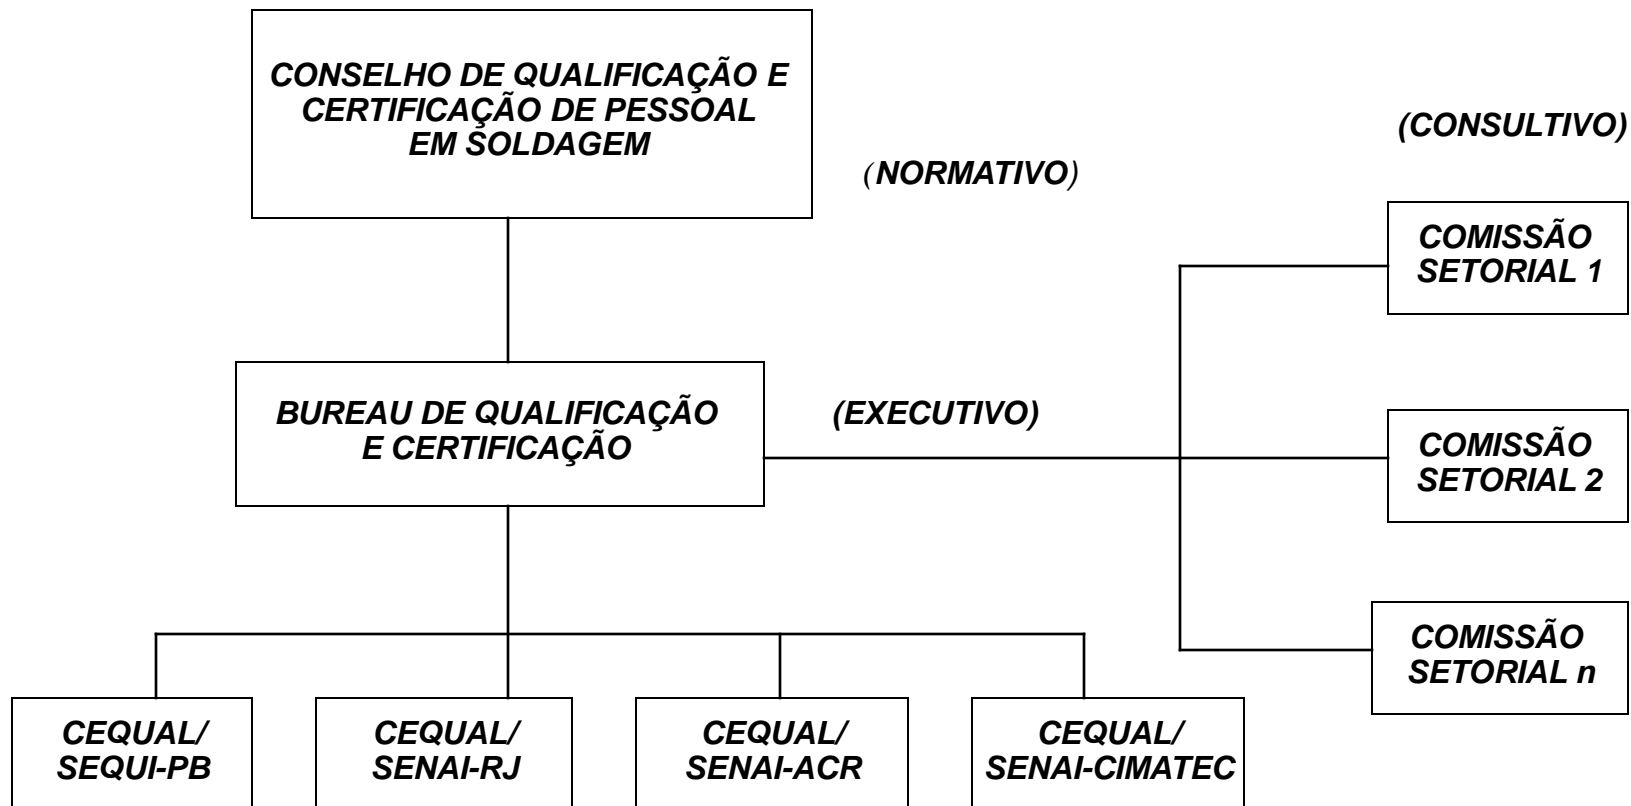 CONSELHO DE QUALIFICAÇÃO E
CERTIFICAÇÃO DE PESSOAL
EM SOLDAGEM
(NORMATIVO)
(CONSULTIVO)
COMISSÃO
SETORIAL 1
BUREAU DE QUALIFICAÇÃO
E CERTIFICAÇÃO
(EXECUTIVO)
COMISSÃO
SETORIAL 2
COMISSÃO
SETORIAL n
CEQUAL/
SEQUI-PB
CEQUAL/
SENAI-RJ
CEQUAL/
SENAI-ACR
CEQUAL/
SENAI-CIMATEC